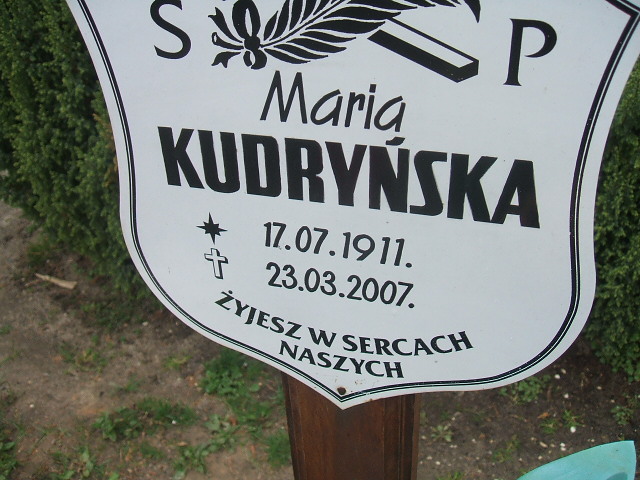 S P
Maria
KUDRYŃSKA
17.07.1911.
23.03.2007.
ŻYJESZ W SERCACH
NASZYCH